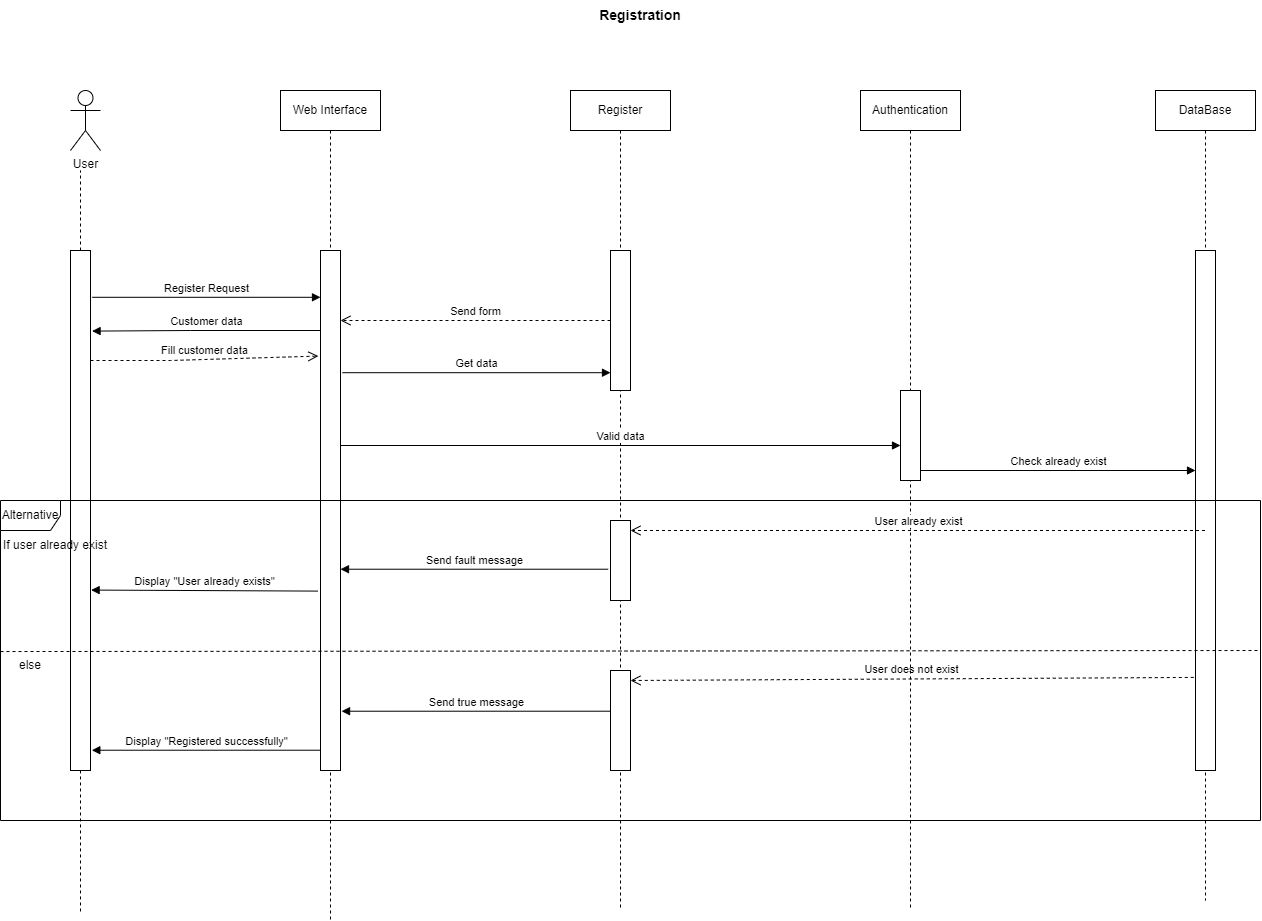 Registration
User
Web Interface
Register
Authentication
DataBase
Register Request
Send form
Customer data
Fill customer data
Get data
Valid data
Check already exist
Alternative
If user already exist
User already exist
Send fault message
Display "User already exists"
else
User does not exist
Send true message
Display "Registered successfully"